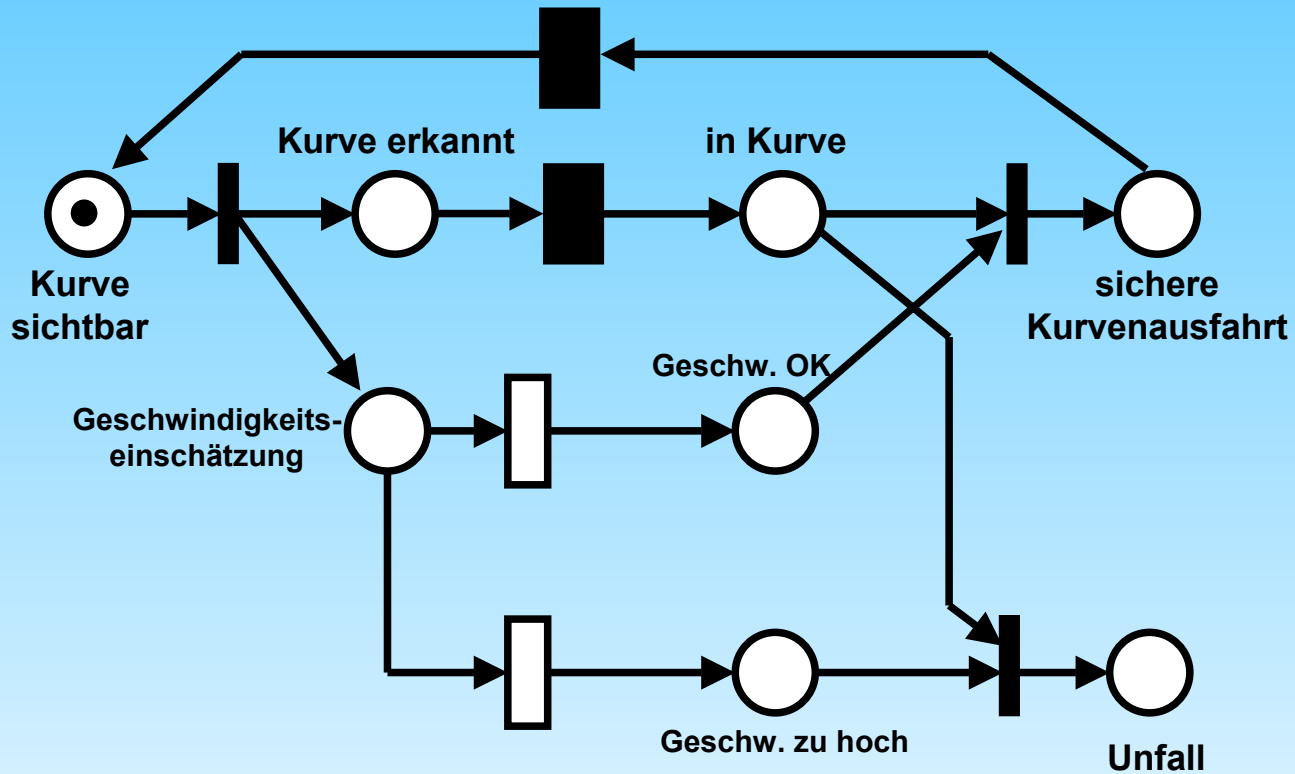 Kurve erkannt
in Kurve
Kurve
sichtbar
sichere
Kurvenausfahrt
Geschw. OK
Geschwindigkeits-
einschätzung
Geschw. zu hoch
Unfall